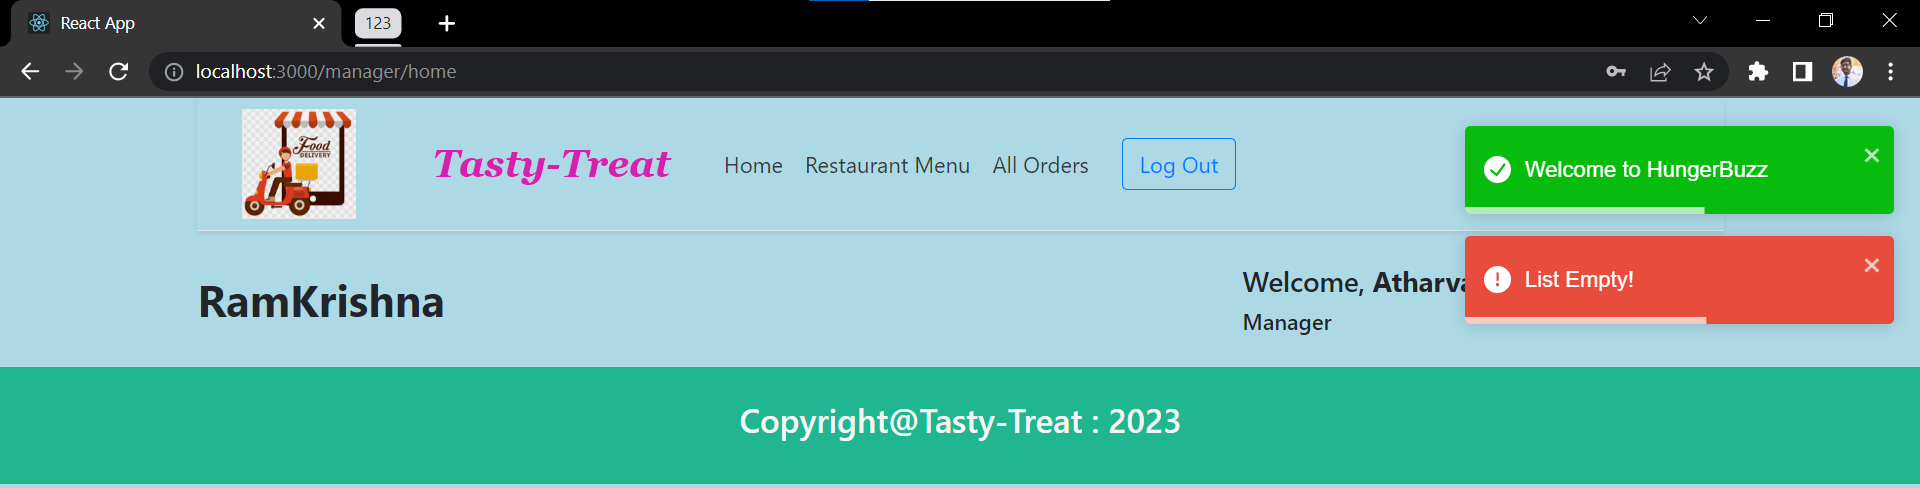 React App
123
localhost:3000/manager/home
Food
DELIVERY
Tasty-Treat
Home
Restaurant Menu
All Orders
Log Out
Welcome to HungerBuzz
List Empty!
RamKrishna
Welcome, Atharva
Manager
Copyright@Tasty-Treat : 2023